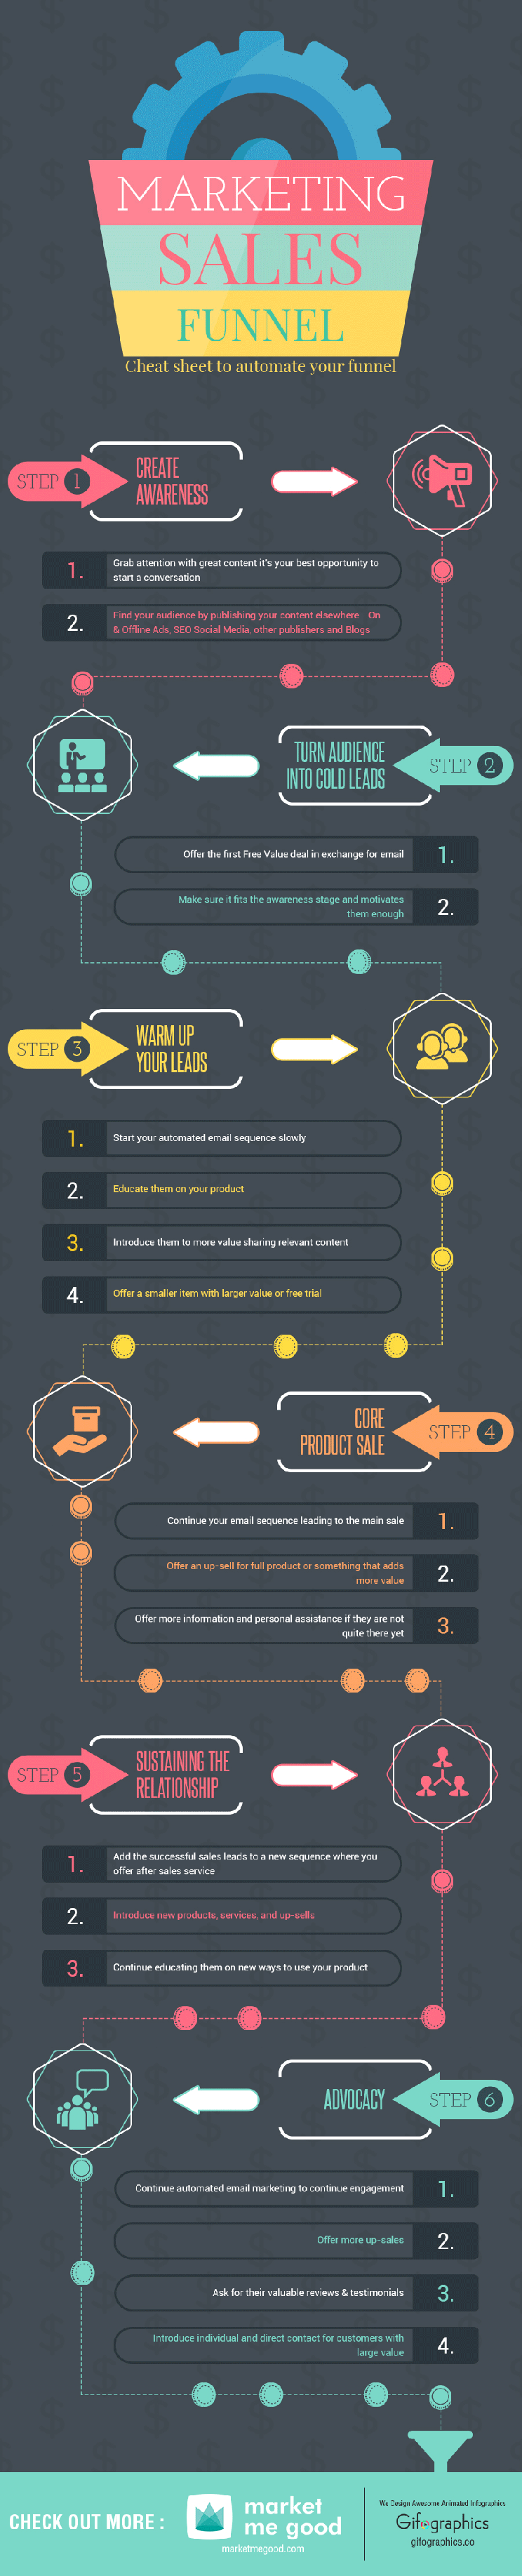 MARKETING
SALES
FUNNEL
Cheat sheet to automate your funnel
STEP 1
CREATE
AWARENESS
1. Grab attention with great content it's your best opportunity to
start a conversation
2. Find your audience by publishing your content elsewhere On
& Offline Ads, SEO Social Media, other publishers and Blogs
TURN AUDIENCE
INTO COLD LEADS
STEP 2
Offer the first Free Value deal in exchange for email 1.
Make sure it fits the awareness stage and motivates
them enough 2.
STEP 3
WARM UP
YOUR LEADS
1. Start your automated email sequence slowly
2. Educate them on your product
3. Introduce them to more value sharing relevant content
4. Offer a smaller item with larger value or free trial
CORE
PRODUCT SALE
STEP 4
Continue your email sequence leading to the main sale 1.
Offer an up-sell for full product or something that adds
more value 2.
Offer more information and personal assistance if they are not
quite there yet 3.
STEP 5
SUSTAINING THE
RELATIONSHIP
1. Add the successful sales leads to a new sequence where you
offer after sales service
2. Introduce new products, services, and up-sells
3. Continue educating them on new ways to use your product
ADVOCACY
STEP 6
Continue automated email marketing to continue engagement 1.
Offer more up-sales 2.
Ask for their valuable reviews & testimonials 3.
Introduce individual and direct contact for customers with
large value 4.
CHECK OUT MORE :
market
me good
marketmegood.com
We Design Awesome Animated Infographics
Gifographics
gifographics.co